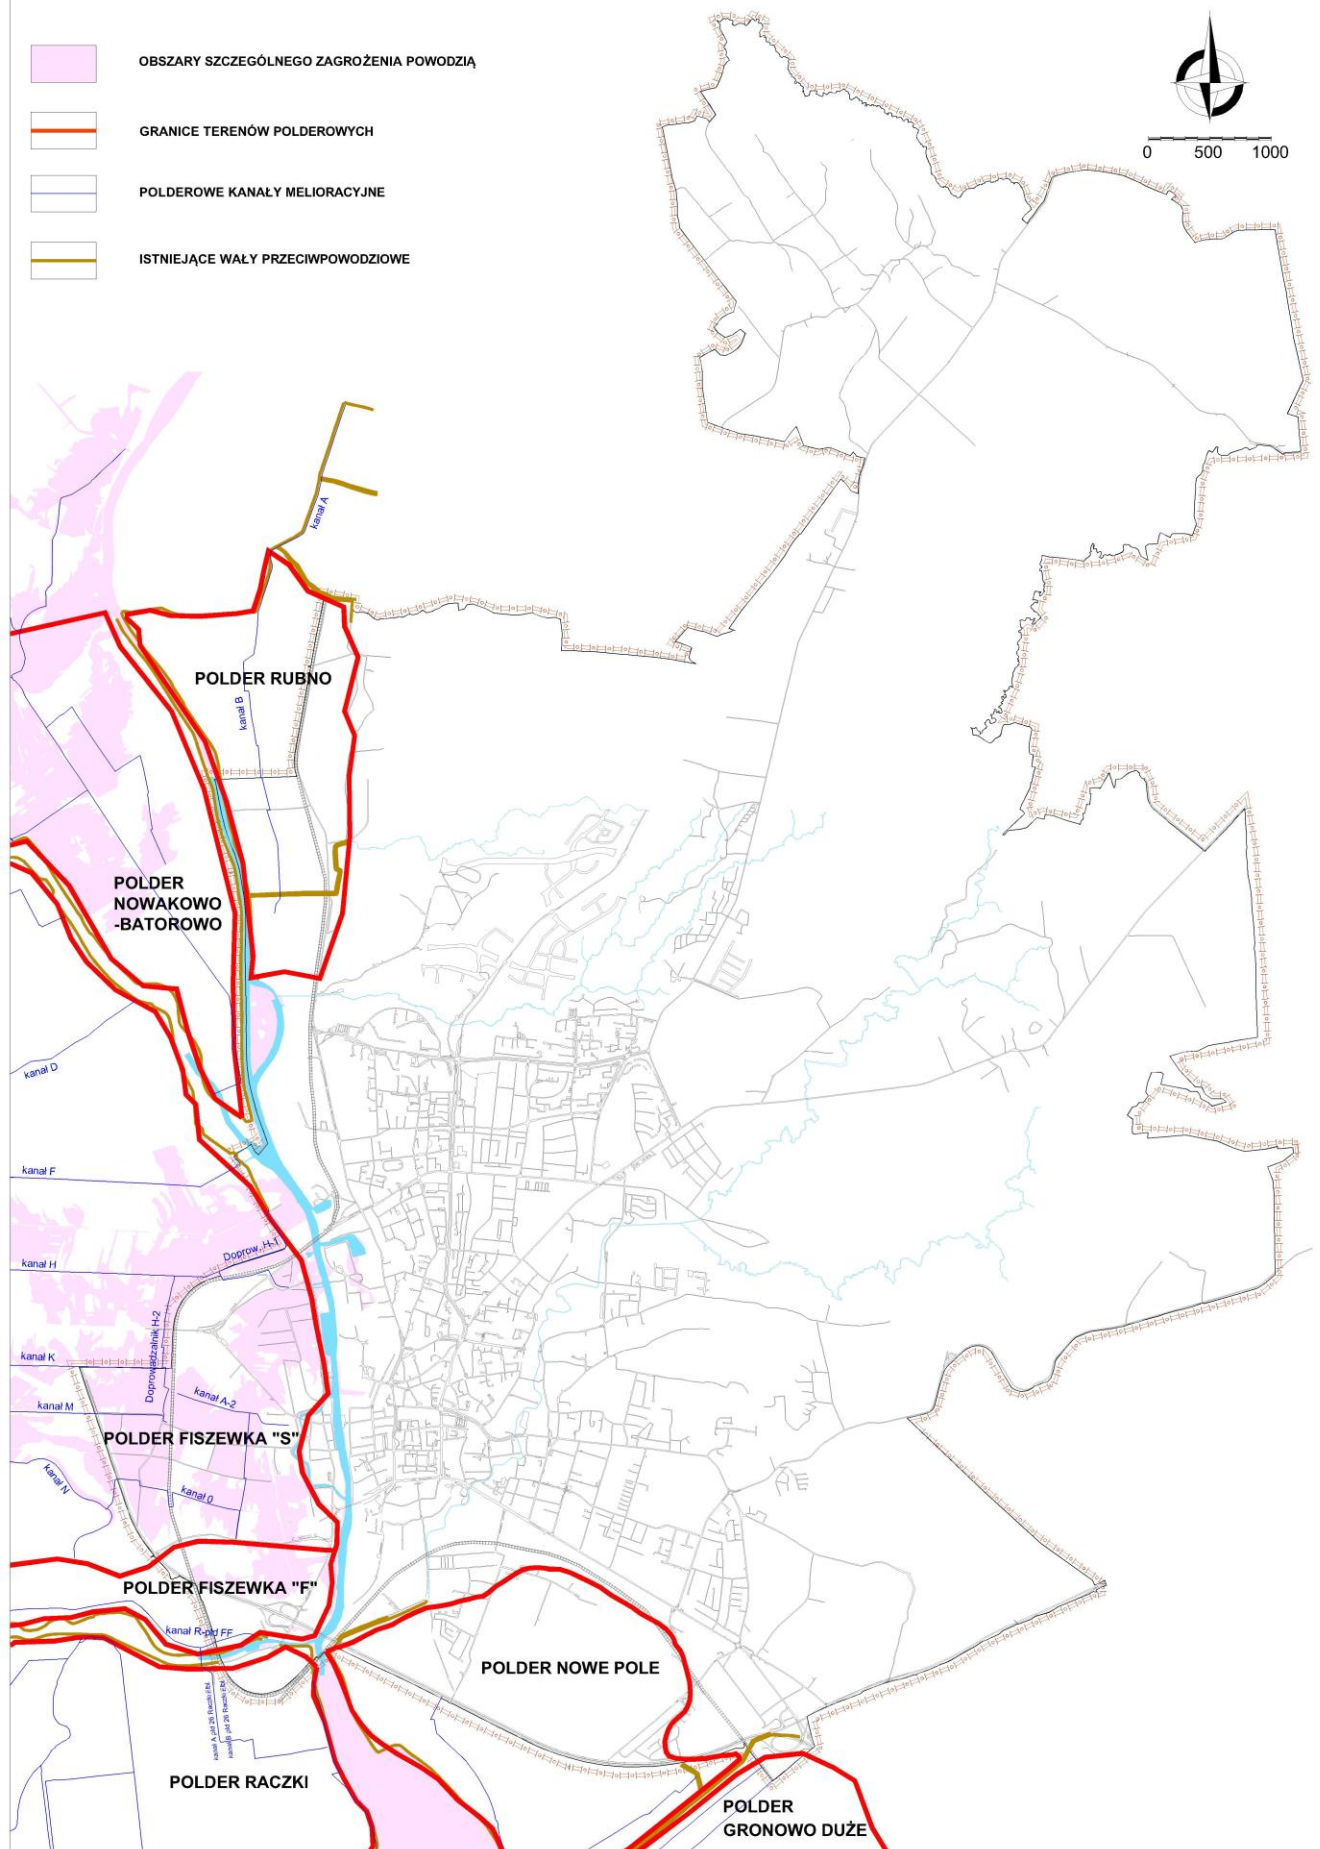 OBSZARY SZCZEGÓLNEGO ZAGROŻENIA POWODZIĄ
GRANICE TERENÓW POLDEROWYCH
POLDEROWE KANAŁY MELIORACYJNE
ISTNIEJĄCE WAŁY PRZECIWPOWODZIOWE
0 500 1000
kanał A
POLDER RUBNO
kanał B
POLDER
NOWAKOWO
-BATOROWO
kanał D
kanał F
Doprow. H-1
kanał H
Doprowadzalnik H-2
kanał K
kanał A-2
kanał M
POLDER FISZEWKA "S"
kanał N
kanał 0
POLDER FISZEWKA "F"
kanał R-płd FF
POLDER NOWE POLE
POLDER RACZKI
POLDER
GRONOWO DUŻE